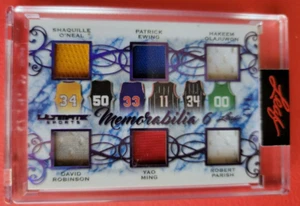 SHAQUILLE O'NEAL
PATRICK EWING
HAKEEM OLAJUWON
34 50 33 11 34 00
Memorabilia 6
DAVID ROBINSON
YAO MING
ROBERT PARISH
Leaf